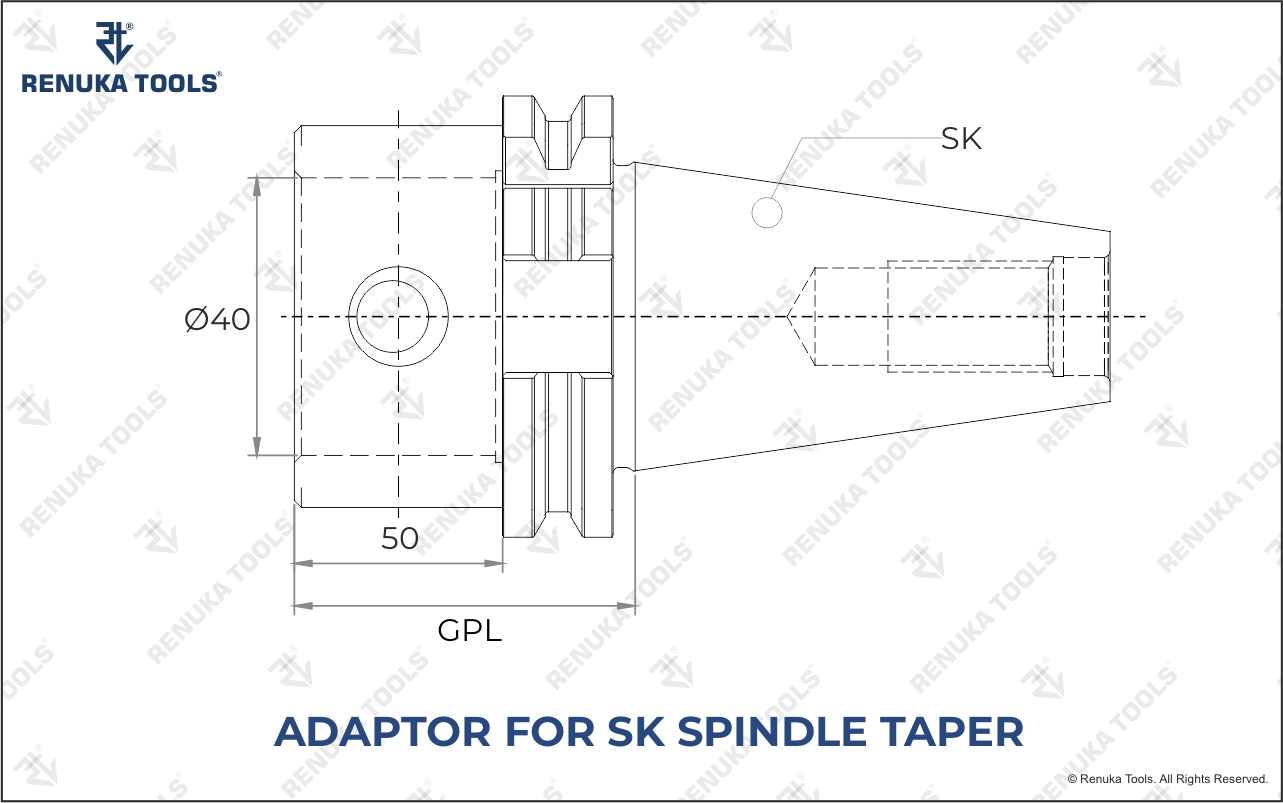 RENUKA TOOLS®
SK
Ø40
50
GPL
ADAPTOR FOR SK SPINDLE TAPER
© Renuka Tools. All Rights Reserved.